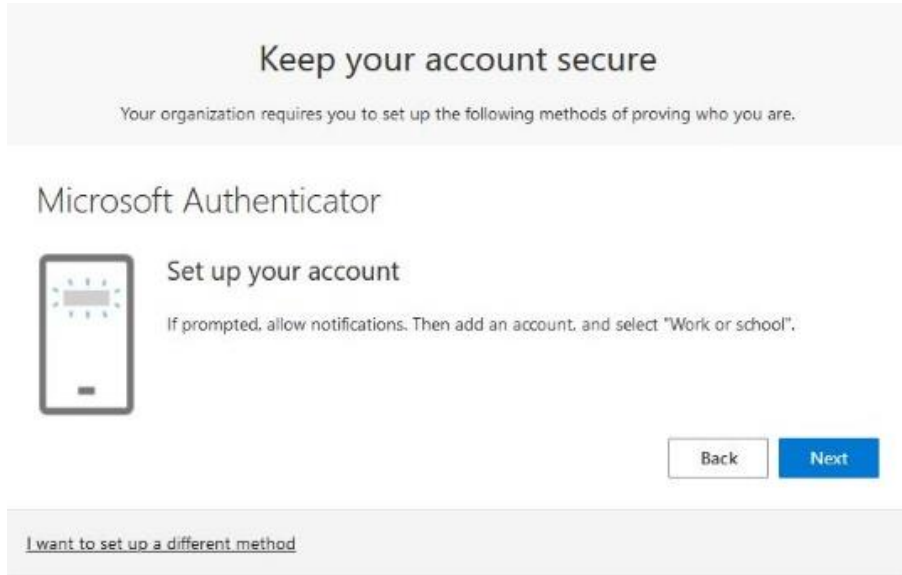 Keep your account secure
Your organization requires you to set up the following methods of proving who you are.
Microsoft Authenticator
Set up your account
If prompted, allow notifications. Then add an account, and select "Work or school".
Back
Next
I want to set up a different method